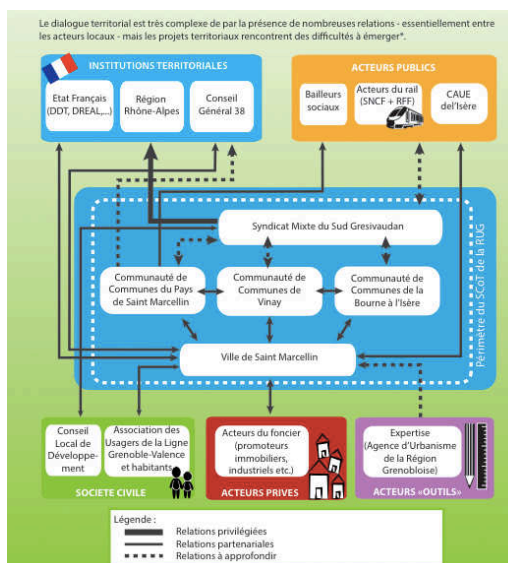 Le dialogue territorial est très complexe de par la présence de nombreuses relations - essentiellement entre
les acteurs locaux - mais les projets territoriaux rencontrent des difficultés à émerger*.
INSTITUTIONS TERRITORIALES
Etat Français
(DDT, DREAL,...)
Région
Rhône-Alpes
Conseil
Général 38
ACTEURS PUBLICS
Bailleurs
sociaux
Acteurs du rail
(SNCF + RFF)
CAUE
del'Isère
Syndicat Mixte du Sud Gresivaudan
Communauté de
Communes du Pays
de Saint Marcellin
Communauté de
Communes de
Vinay
Communauté de
Communes de la
Bourne à l'Isère
Ville de Saint Marcellin
Périmètre du SCoT de la RUG
Conseil
Local de
Développe-
ment
Association des
Usagers de la Ligne
Grenoble-Valence
et habitants
SOCIETE CIVILE
Acteurs du foncier
(promoteurs
immobiliers,
industriels etc.)
ACTEURS PRIVES
Expertise
(Agence d'Urbanisme
de la Région
Grenobloise)
ACTEURS «OUTILS»
Légende :
Relations privilégiées
Relations partenariales
Relations à approfondir